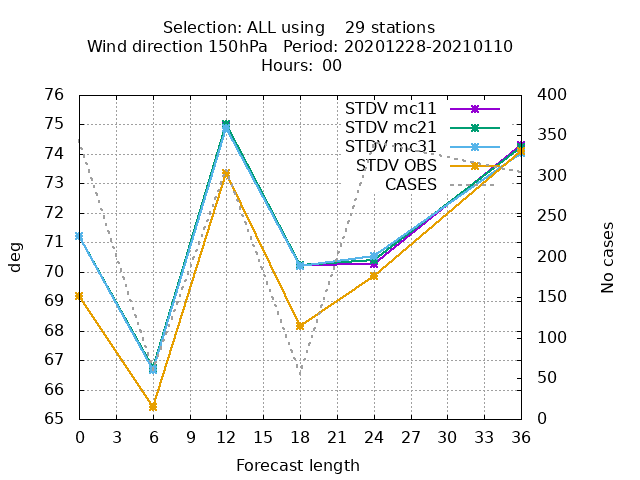 Selection: ALL using    29 stations
Wind direction 150hPa   Period: 20201228-20210110
Hours: 00
STDV mc11
STDV mc21
STDV mc31
STDV OBS
CASES
76
75
74
73
72
71
70
69
68
67
66
65
deg
400
350
300
250
200
150
100
50
0
No cases
0 3 6 9 12 15 18 21 24 27 30 33 36
Forecast length